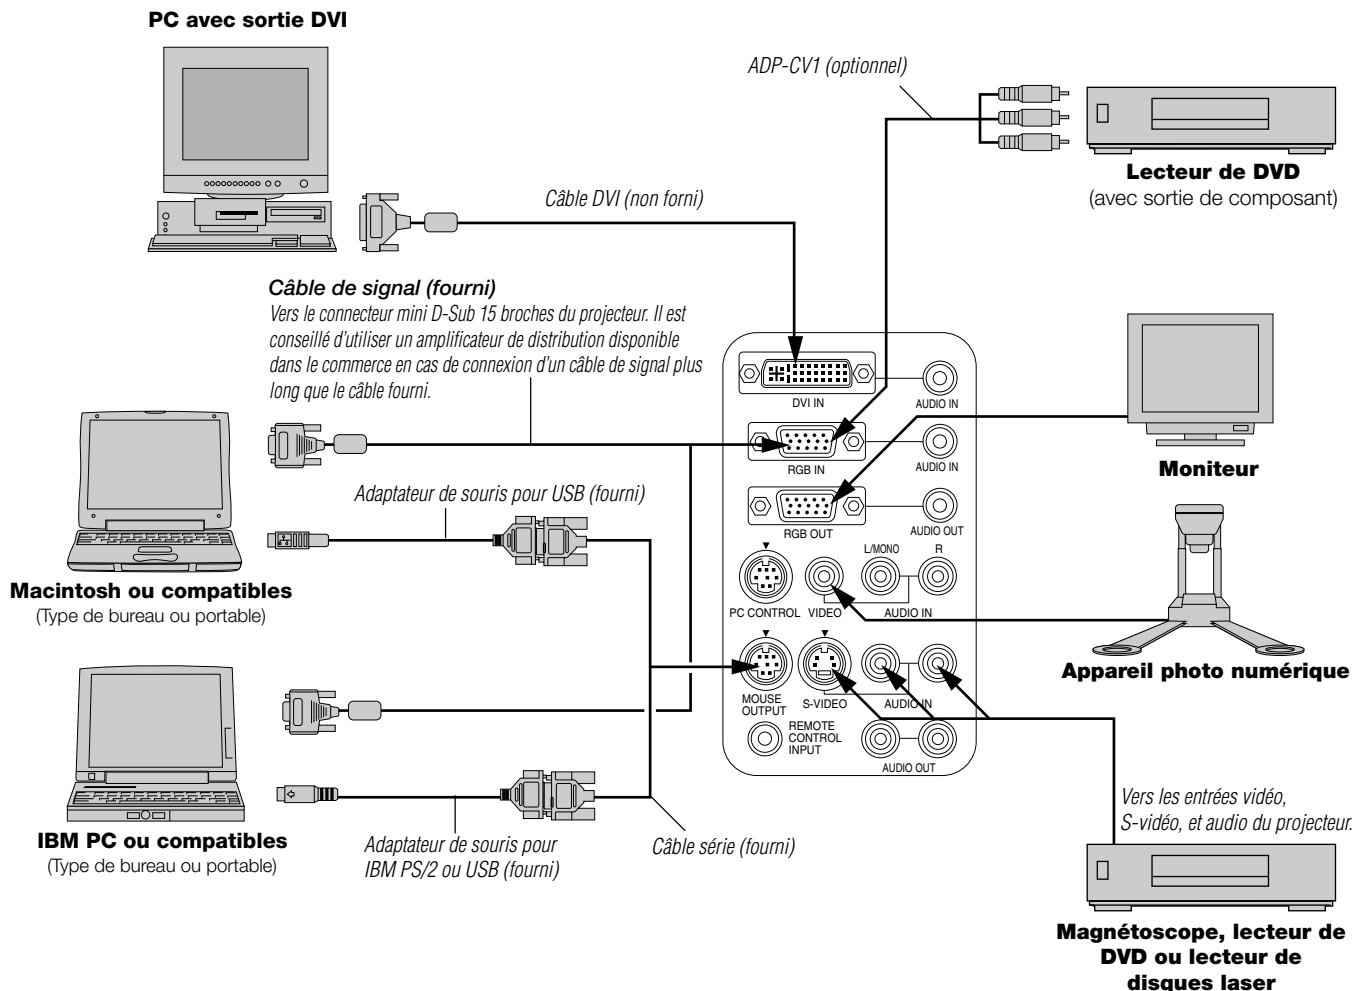 PC avec sortie DVI
ADP-CV1 (optionnel)
Lecteur de DVD
(avec sortie de composant)
Câble DVI (non forni)
Câble de signal (fourni)
Vers le connecteur mini D-Sub 15 broches du projecteur. Il est
conseillé d'utiliser un amplificateur de distribution disponible
dans le commerce en cas de connexion d'un câble de signal plus
long que le câble fourni.
DVI IN
AUDIO IN
RGB IN
AUDIO IN
Moniteur
Adaptateur de souris pour USB (fourni)
RGB OUT
AUDIO OUT
L/MONO
R
Macintosh ou compatibles
(Type de bureau ou portable)
PC CONTROL
VIDEO
AUDIO IN
Appareil photo numérique
MOUSE
OUTPUT
S-VIDEO
AUDIO IN
REMOTE
CONTROL
INPUT
AUDIO OUT
Vers les entrées vidéo,
S-vidéo, et audio du projecteur.
IBM PC ou compatibles
(Type de bureau ou portable)
Adaptateur de souris pour
IBM PS/2 ou USB (fourni)
Câble série (fourni)
Magnétoscope, lecteur de
DVD ou lecteur de
disques laser